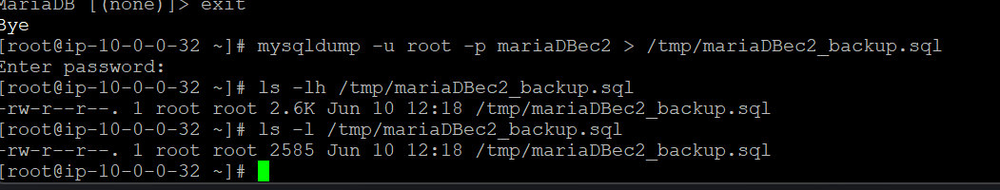 MariaDB [(none)]> exit
Bye
[root@ip-10-0-0-32 ~]# mysqldump -u root -p mariaDBec2 > /tmp/mariaDBec2_backup.sql
Enter password:
[root@ip-10-0-0-32 ~]# ls -lh /tmp/mariaDBec2_backup.sql
-rw-r--r--. 1 root root 2.6K Jun 10 12:18 /tmp/mariaDBec2_backup.sql
[root@ip-10-0-0-32 ~]# ls -l /tmp/mariaDBec2_backup.sql
-rw-r--r--. 1 root root 2585 Jun 10 12:18 /tmp/mariaDBec2_backup.sql
[root@ip-10-0-0-32 ~]#